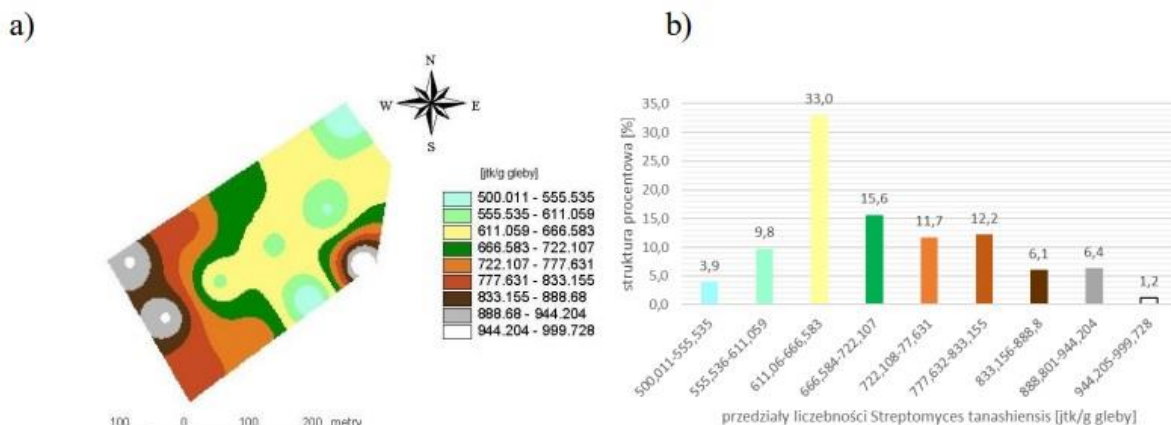 a)
N
W E
S
[jtk/g gleby]
500.011 - 555.535
555.535 - 611.059
611.059 - 666.583
666.583 - 722.107
722.107 - 777.631
777.631 - 833.155
833.155 - 888.68
888.68 - 944.204
944.204 - 999.728
100 0 100 200 metry
b)
struktura procentowa [%]
35,0
30,0
25,0
20,0
15,0
10,0
5,0
0,0
3,9
9,8
33,0
15,6
11,7
12,2
6,1
6,4
1,2
500,011-555,535
555,536-611,059
611,06-666,583
666,584-722,107
722,108-77,631
777,632-833,155
833,156-888,8
888,801-944,204
944,205-999,728
przedziały liczebności Streptomyces tanashiensis [jtk/g gleby]